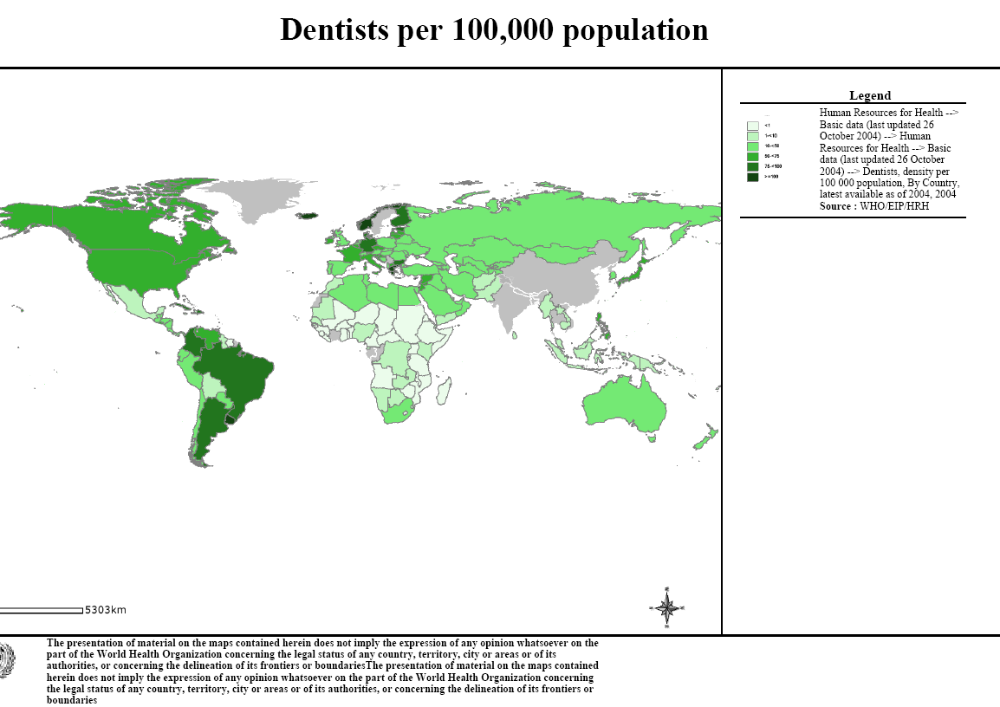 Dentists per 100,000 population
Legend
Human Resources for Health -->
Basic data (last updated 26
October 2004) --> Human
Resources for Health --> Basic
data (last updated 26 October
2004) --> Dentists, density per
100 000 population, By Country,
latest available as of 2004, 2004
Source : WHO/EIP/HRH
<1
1-<10
10-<50
50-<75
75-<100
>=100
5303km
The presentation of material on the maps contained herein does not imply the expression of any opinion whatsoever on the
part of the World Health Organization concerning the legal status of any country, territory, city or areas or of its
authorities, or concerning the delineation of its frontiers or boundariesThe presentation of material on the maps contained
herein does not imply the expression of any opinion whatsoever on the part of the World Health Organization concerning
the legal status of any country, territory, city or areas or of its authorities, or concerning the delineation of its frontiers or
boundaries